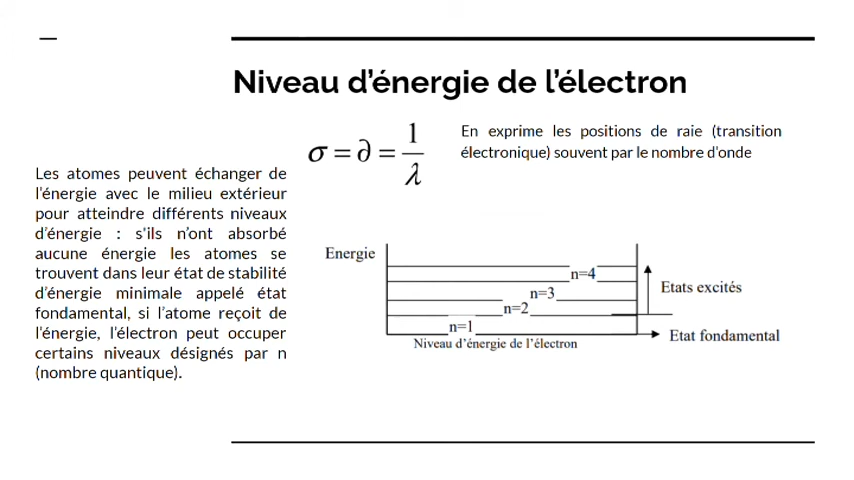 Niveau d'énergie de l'électron
Les atomes peuvent échanger de
l'énergie avec le milieu extérieur
pour atteindre différents niveaux
d'énergie : s'ils n'ont absorbé
aucune énergie les atomes se
trouvent dans leur état de stabilité
d'énergie minimale appelé état
fondamental, si l'atome reçoit de
l'énergie, l'électron peut occuper
certains niveaux désignés par n
(nombre quantique).
σ = ∂ = 1/λ
En exprime les positions de raie (transition
électronique) souvent par le nombre d'onde
Energie
n=4
n=3
n=2
n=1
Etats excités
Etat fondamental
Niveau d'énergie de l'électron